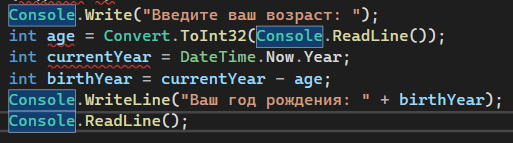 Console.Write("Введите ваш возраст: ");
int age = Convert.ToInt32(Console.ReadLine());
int currentYear = DateTime.Now.Year;
int birthYear = currentYear - age;
Console.WriteLine("Ваш год рождения: " + birthYear);
Console.ReadLine();